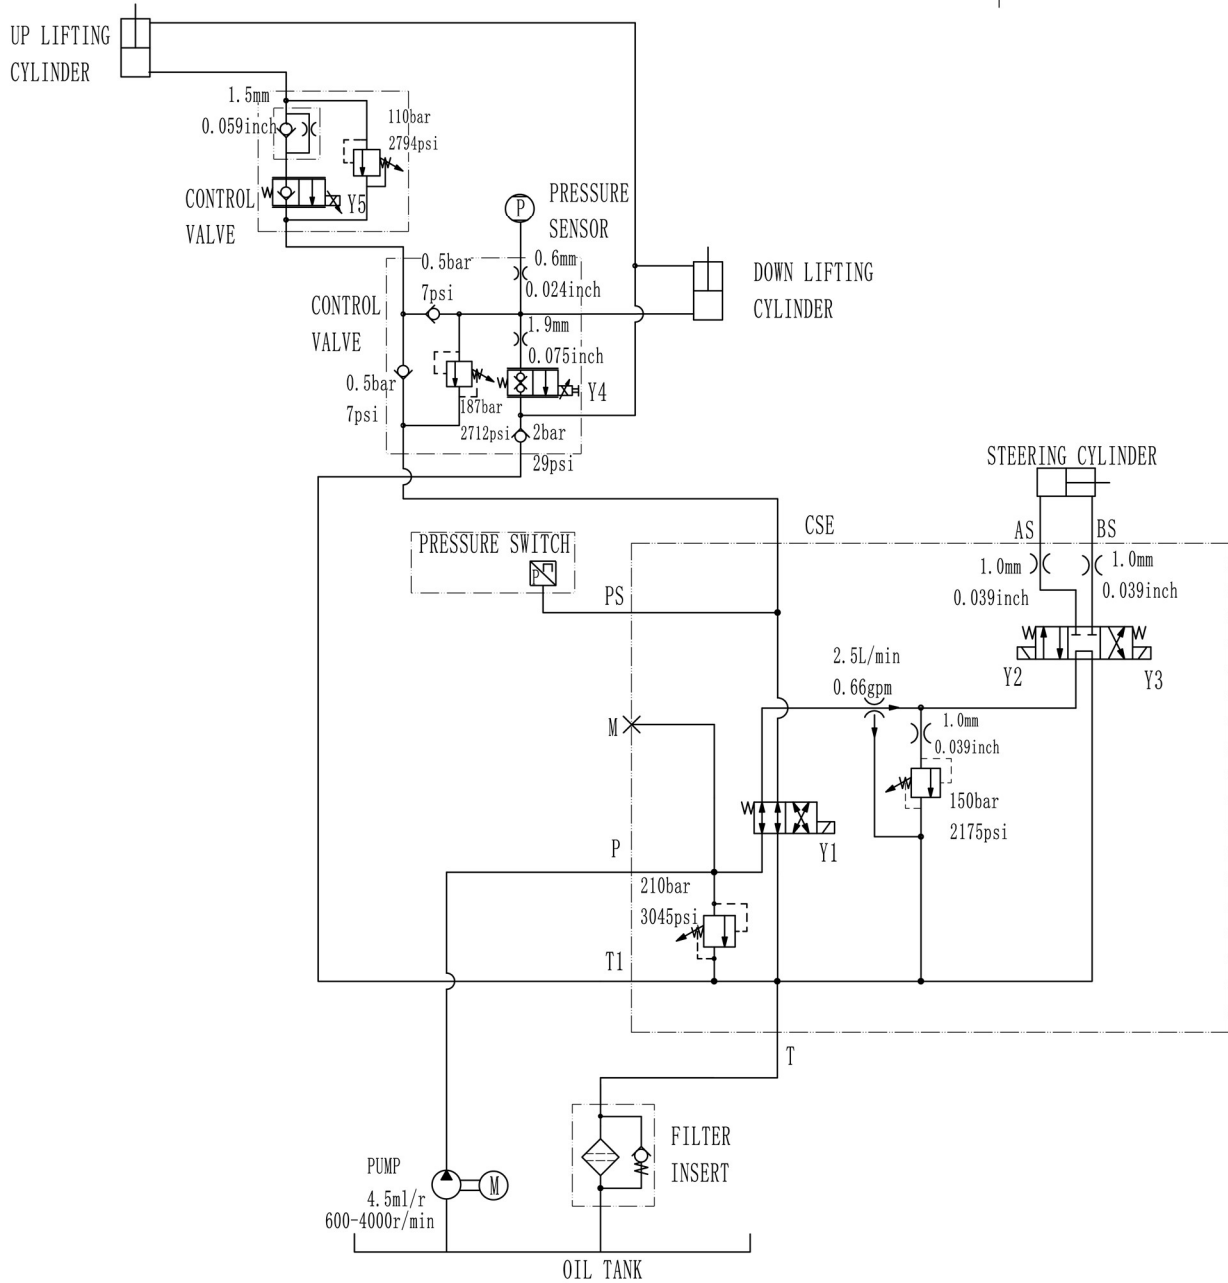 UP LIFTING
CYLINDER
1.5mm
0.059inch
110bar
2794psi
CONTROL
VALVE
Y5
P
PRESSURE
SENSOR
0.5bar
7psi
0.6mm
0.024inch
DOWN LIFTING
CYLINDER
CONTROL
VALVE
1.9mm
0.075inch
0.5bar
7psi
Y4
187bar
2712psi
2bar
29psi
STEERING CYLINDER
CSE
AS
BS
PRESSURE SWITCH
P
1.0mm
0.039inch
1.0mm
0.039inch
PS
2.5L/min
0.66gpm
Y2
Y3
M
1.0mm
0.039inch
150bar
2175psi
P
Y1
210bar
3045psi
T1
T
FILTER
INSERT
PUMP
4.5ml/r
600-4000r/min
M
OIL TANK